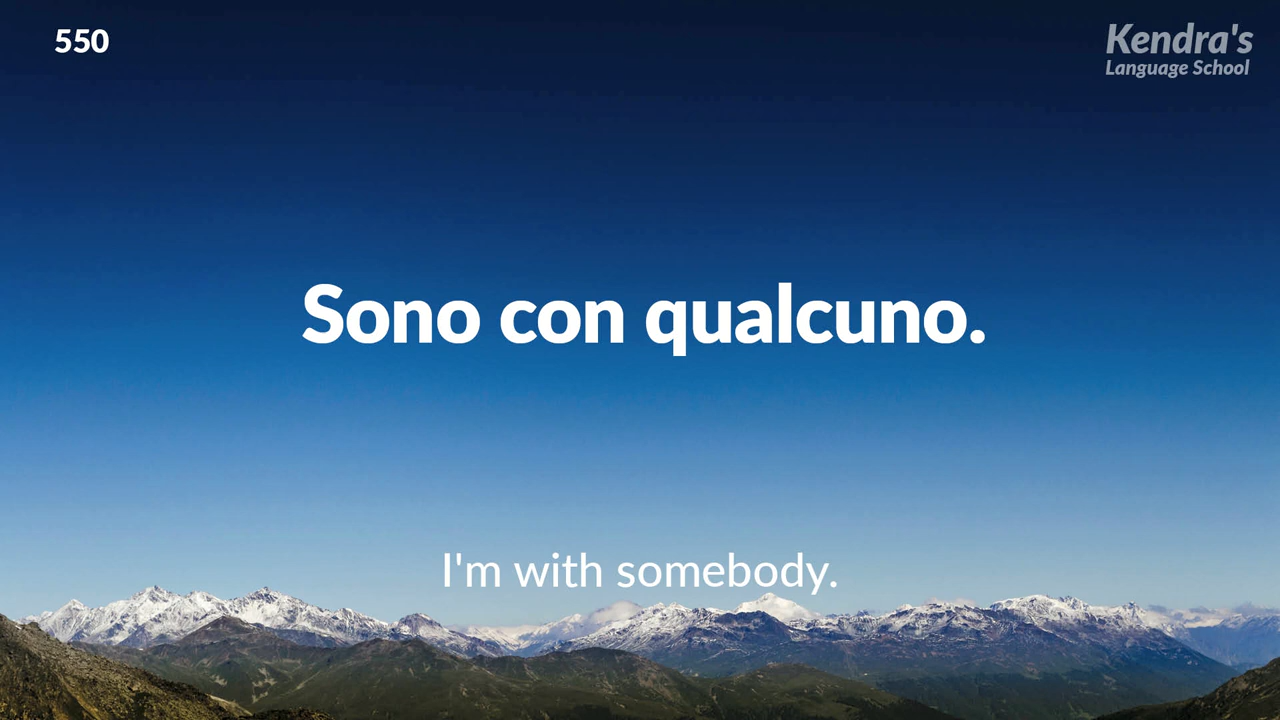 550
Kendra's
Language School
Sono con qualcuno.
I'm with somebody.